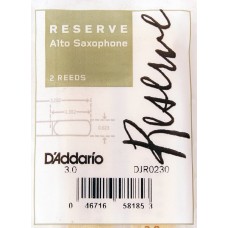 RESERVE
Alto Saxophone
2 REEDS
Reserve
D'Addario
3.0 DJR0230
0 46716 58185